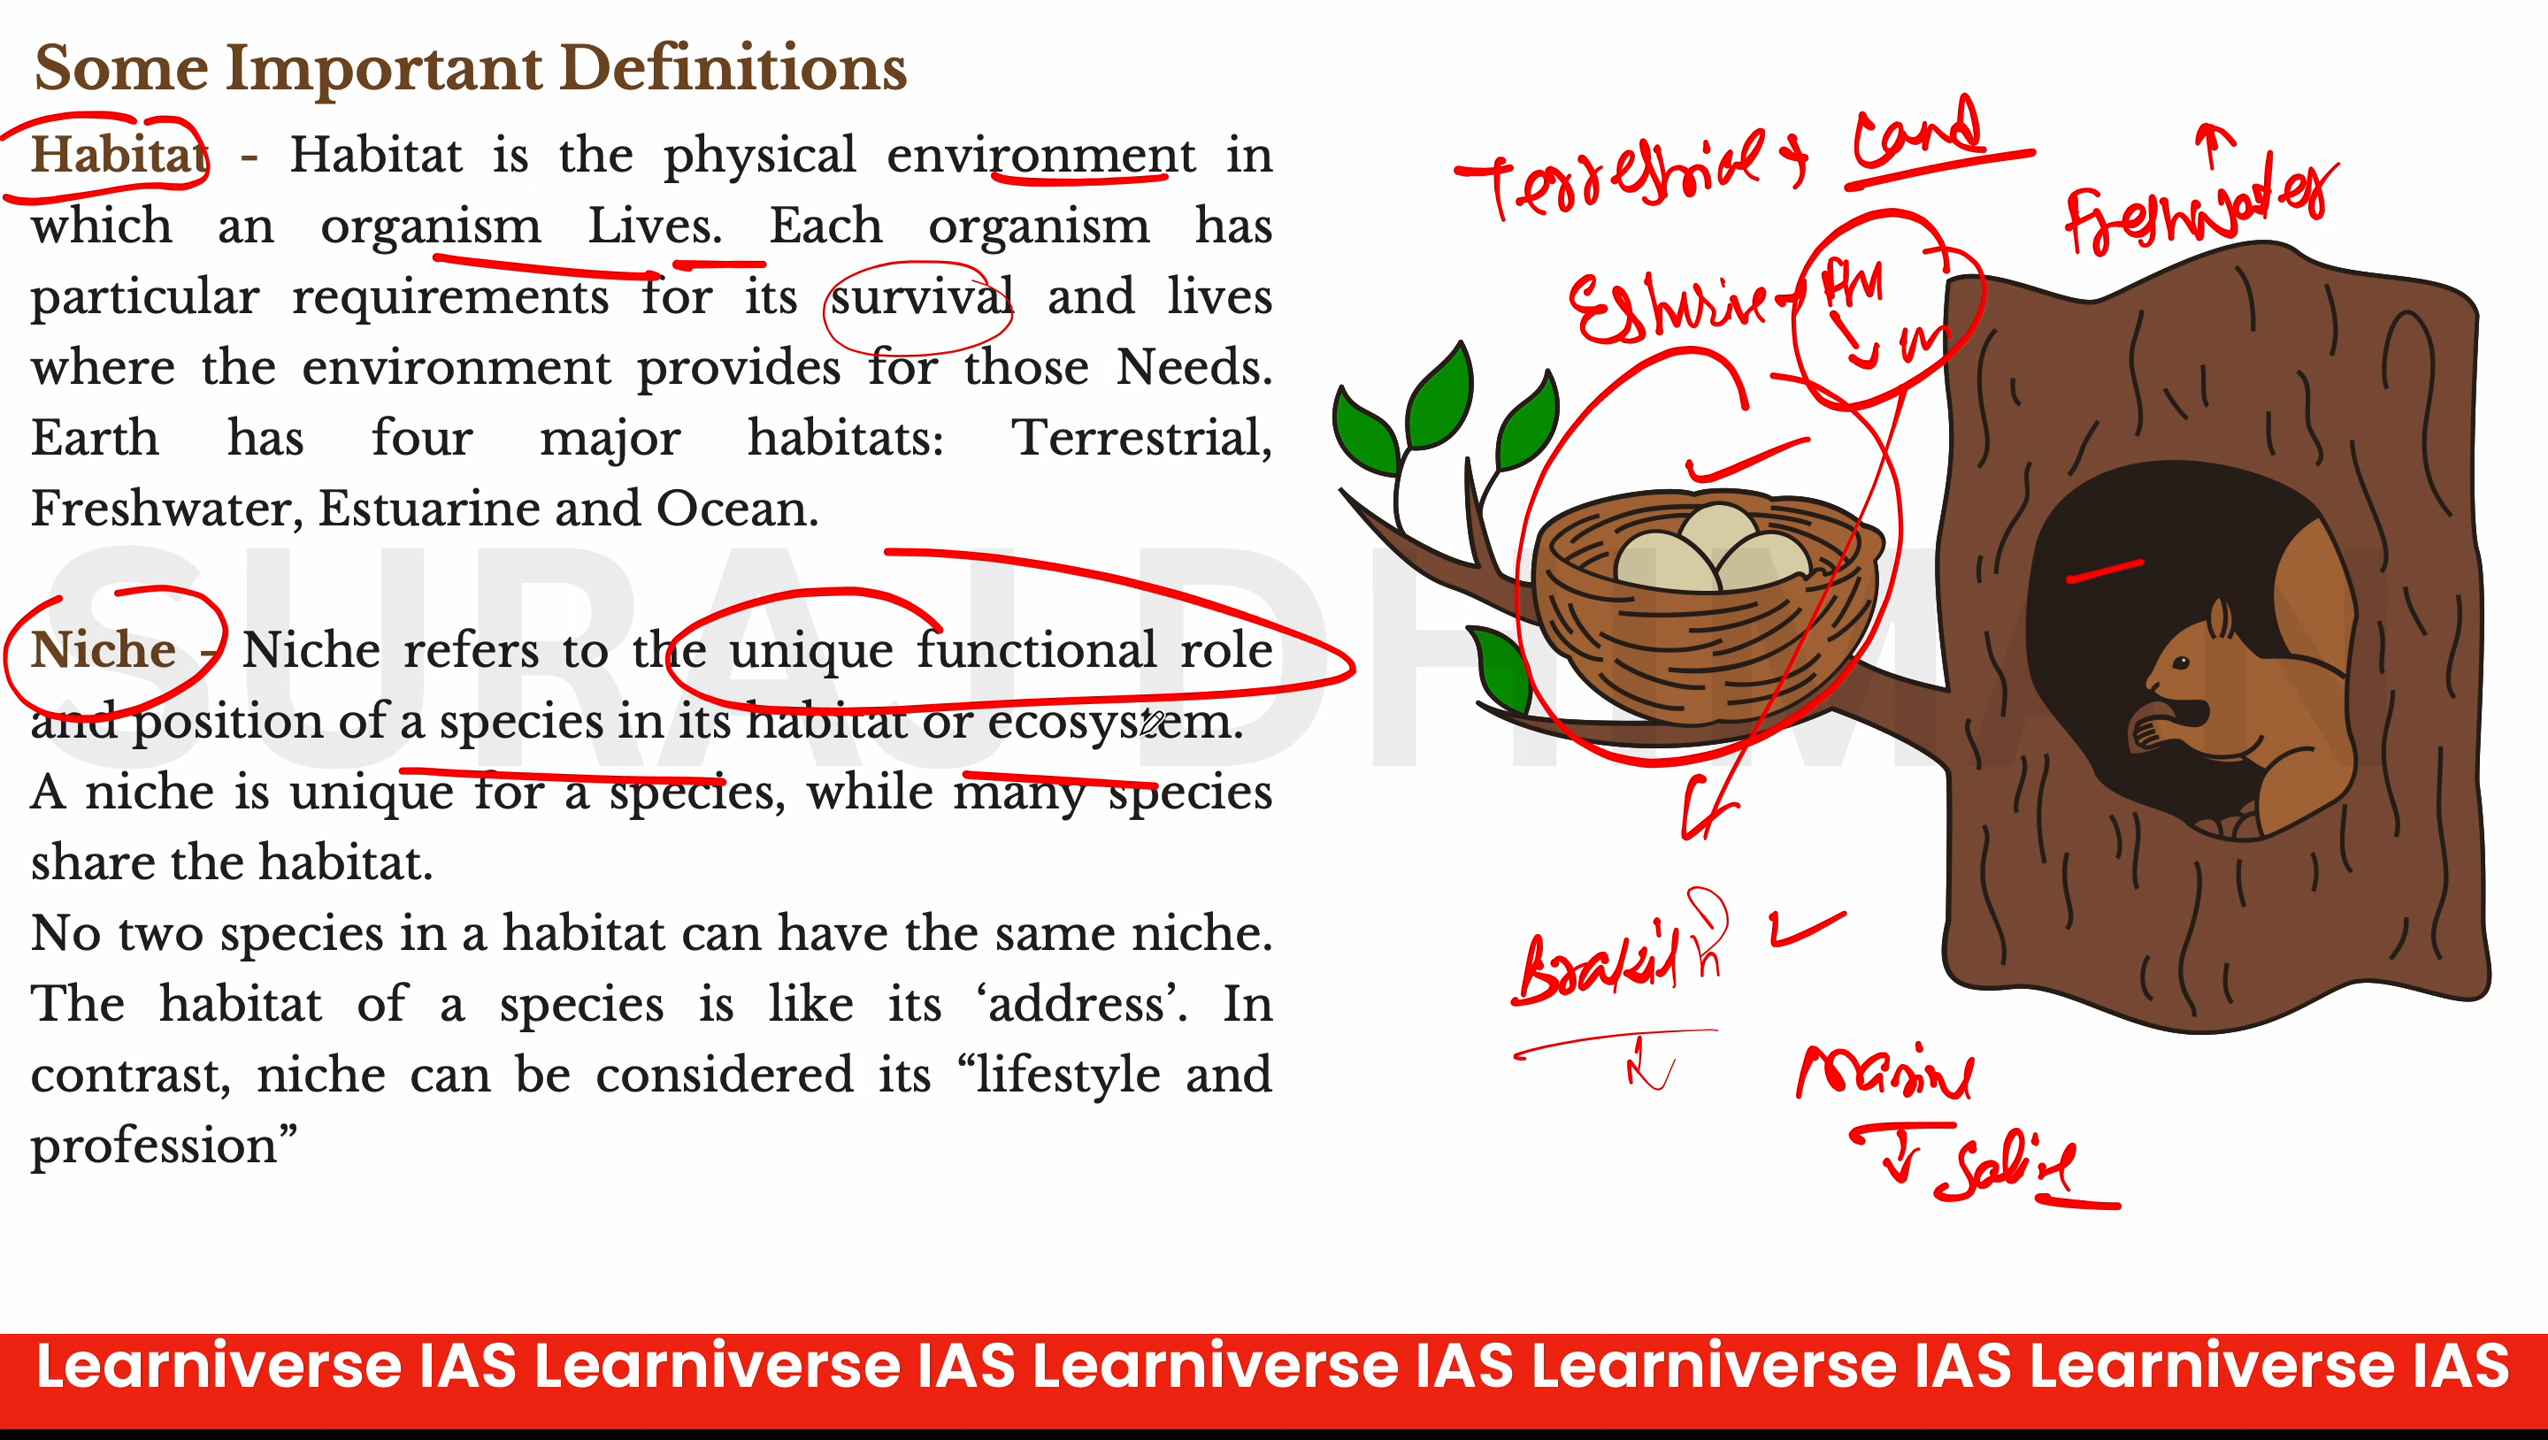 Some Important Definitions
Habitat - Habitat is the physical environment in
which an organism Lives. Each organism has
particular requirements for its survival and lives
where the environment provides for those Needs.
Earth has four major habitats: Terrestrial,
Freshwater, Estuarine and Ocean.
Niche - Niche refers to the unique functional role
and position of a species in its habitat or ecosystem.
A niche is unique for a species, while many species
share the habitat.
No two species in a habitat can have the same niche.
The habitat of a species is like its ‘address’. In
contrast, niche can be considered its “lifestyle and
profession”
Terrestrial → Land
Freshwater
m
Marine
Saline
SURAJ DHIMAN
Learniverse IAS Learniverse IAS Learniverse IAS Learniverse IAS Learniverse IAS